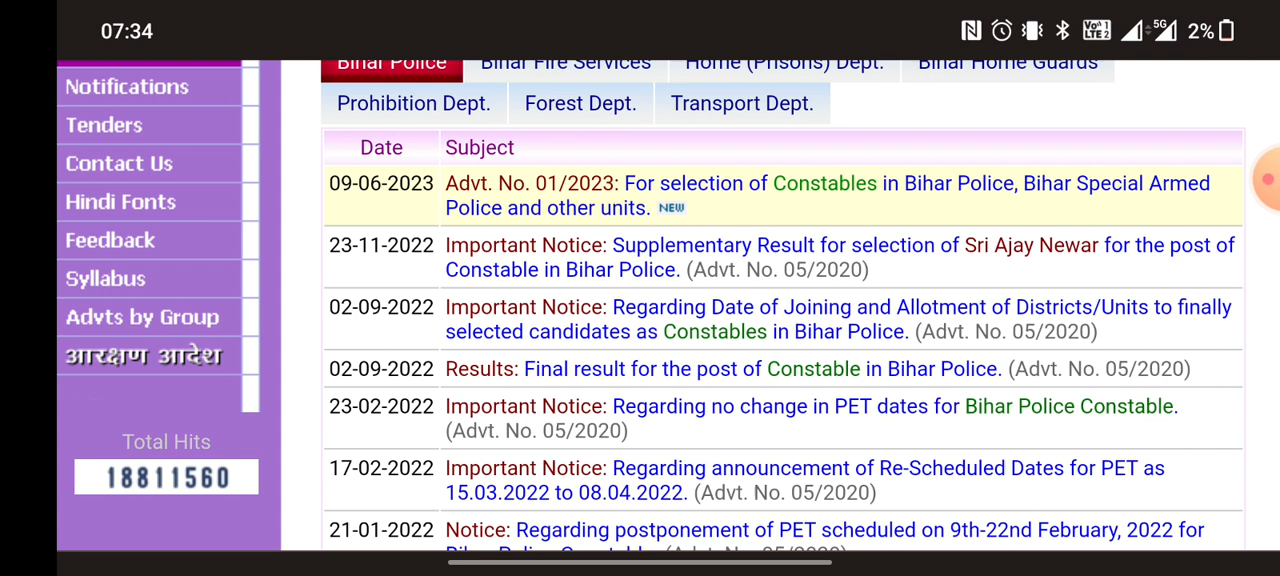 07:34
2%
Bihar Police
Bihar Fire Services
Home (Prisons) Dept.
Bihar Home Guards
Prohibition Dept.
Forest Dept.
Transport Dept.
Notifications
Tenders
Contact Us
Hindi Fonts
Feedback
Syllabus
Advts by Group
आरक्षण आदेश
Total Hits
18811560
Date Subject
09-06-2023 Advt. No. 01/2023: For selection of Constables in Bihar Police, Bihar Special Armed
Police and other units. NEW
23-11-2022 Important Notice: Supplementary Result for selection of Sri Ajay Newar for the post of
Constable in Bihar Police. (Advt. No. 05/2020)
02-09-2022 Important Notice: Regarding Date of Joining and Allotment of Districts/Units to finally
selected candidates as Constables in Bihar Police. (Advt. No. 05/2020)
02-09-2022 Results: Final result for the post of Constable in Bihar Police. (Advt. No. 05/2020)
23-02-2022 Important Notice: Regarding no change in PET dates for Bihar Police Constable.
(Advt. No. 05/2020)
17-02-2022 Important Notice: Regarding announcement of Re-Scheduled Dates for PET as
15.03.2022 to 08.04.2022. (Advt. No. 05/2020)
21-01-2022 Notice: Regarding postponement of PET scheduled on 9th-22nd February, 2022 for